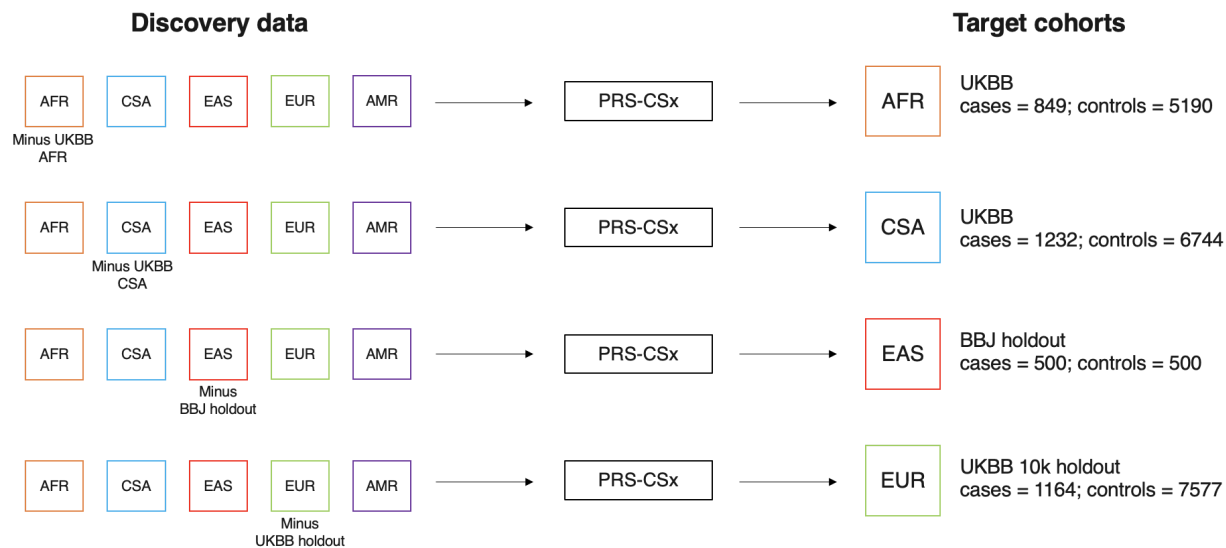 Discovery data
Target cohorts
AFR
CSA
EAS
EUR
AMR
Minus UKBB
AFR
PRS-CSx
AFR
UKBB
cases = 849; controls = 5190
AFR
CSA
EAS
EUR
AMR
Minus UKBB
CSA
PRS-CSx
CSA
UKBB
cases = 1232; controls = 6744
AFR
CSA
EAS
EUR
AMR
Minus
BBJ holdout
PRS-CSx
EAS
BBJ holdout
cases = 500; controls = 500
AFR
CSA
EAS
EUR
AMR
Minus
UKBB holdout
PRS-CSx
EUR
UKBB 10k holdout
cases = 1164; controls = 7577